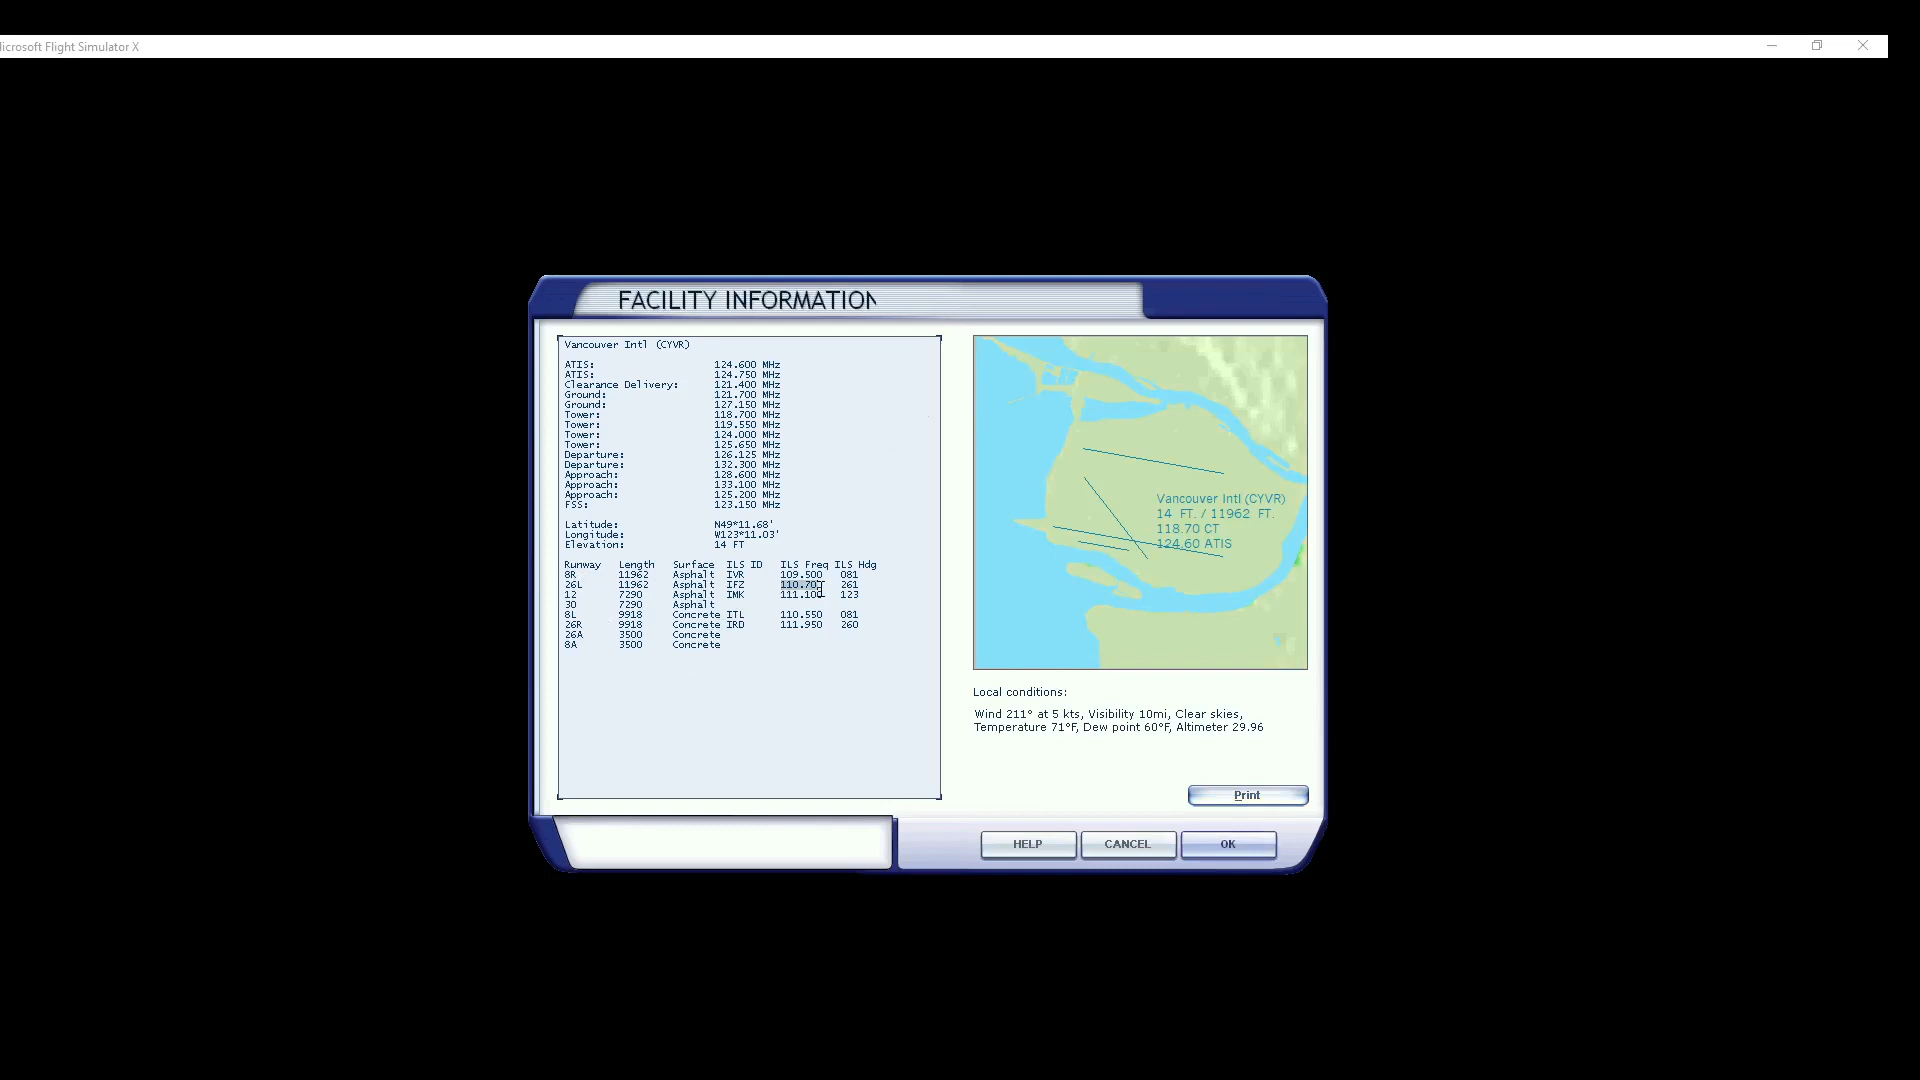 icrosoft Flight Simulator X
FACILITY INFORMATION
Vancouver Intl (CYVR)
ATIS: 124.600 MHz
ATIS: 124.750 MHz
Clearance Delivery: 121.400 MHz
Ground: 121.700 MHz
Ground: 127.150 MHz
Tower: 118.700 MHz
Tower: 119.550 MHz
Tower: 124.000 MHz
Tower: 125.650 MHz
Departure: 126.125 MHz
Departure: 132.300 MHz
Approach: 128.600 MHz
Approach: 133.100 MHz
Approach: 125.200 MHz
FSS: 123.150 MHz
Latitude: N49*11.68'
Longitude: W123*11.03'
Elevation: 14 FT
Runway Length Surface ILS ID ILS Freq ILS Hdg
8R 11962 Asphalt IVR 109.500 081
26L 11962 Asphalt IFZ 110.700 261
12 7290 Asphalt IMK 111.100 123
30 7290 Asphalt
8L 9918 Concrete ITL 110.550 081
26R 9918 Concrete IRD 111.950 260
26A 3500 Concrete
8A 3500 Concrete
Vancouver Intl (CYVR)
14 FT. / 11962 FT.
118.70 CT
124.60 ATIS
Local conditions:
Wind 211° at 5 kts, Visibility 10mi, Clear skies,
Temperature 71°F, Dew point 60°F, Altimeter 29.96
Print
HELP CANCEL OK